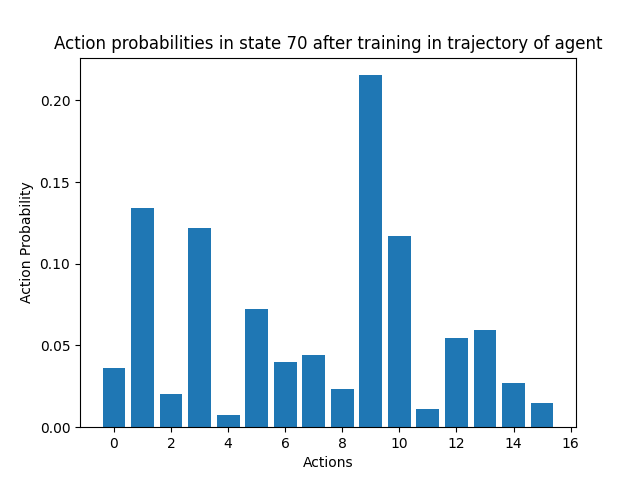 Action probabilities in state 70 after training in trajectory of agent
0.20
0.15
0.10
0.05
0.00
Action Probability
0 2 4 6 8 10 12 14 16
Actions